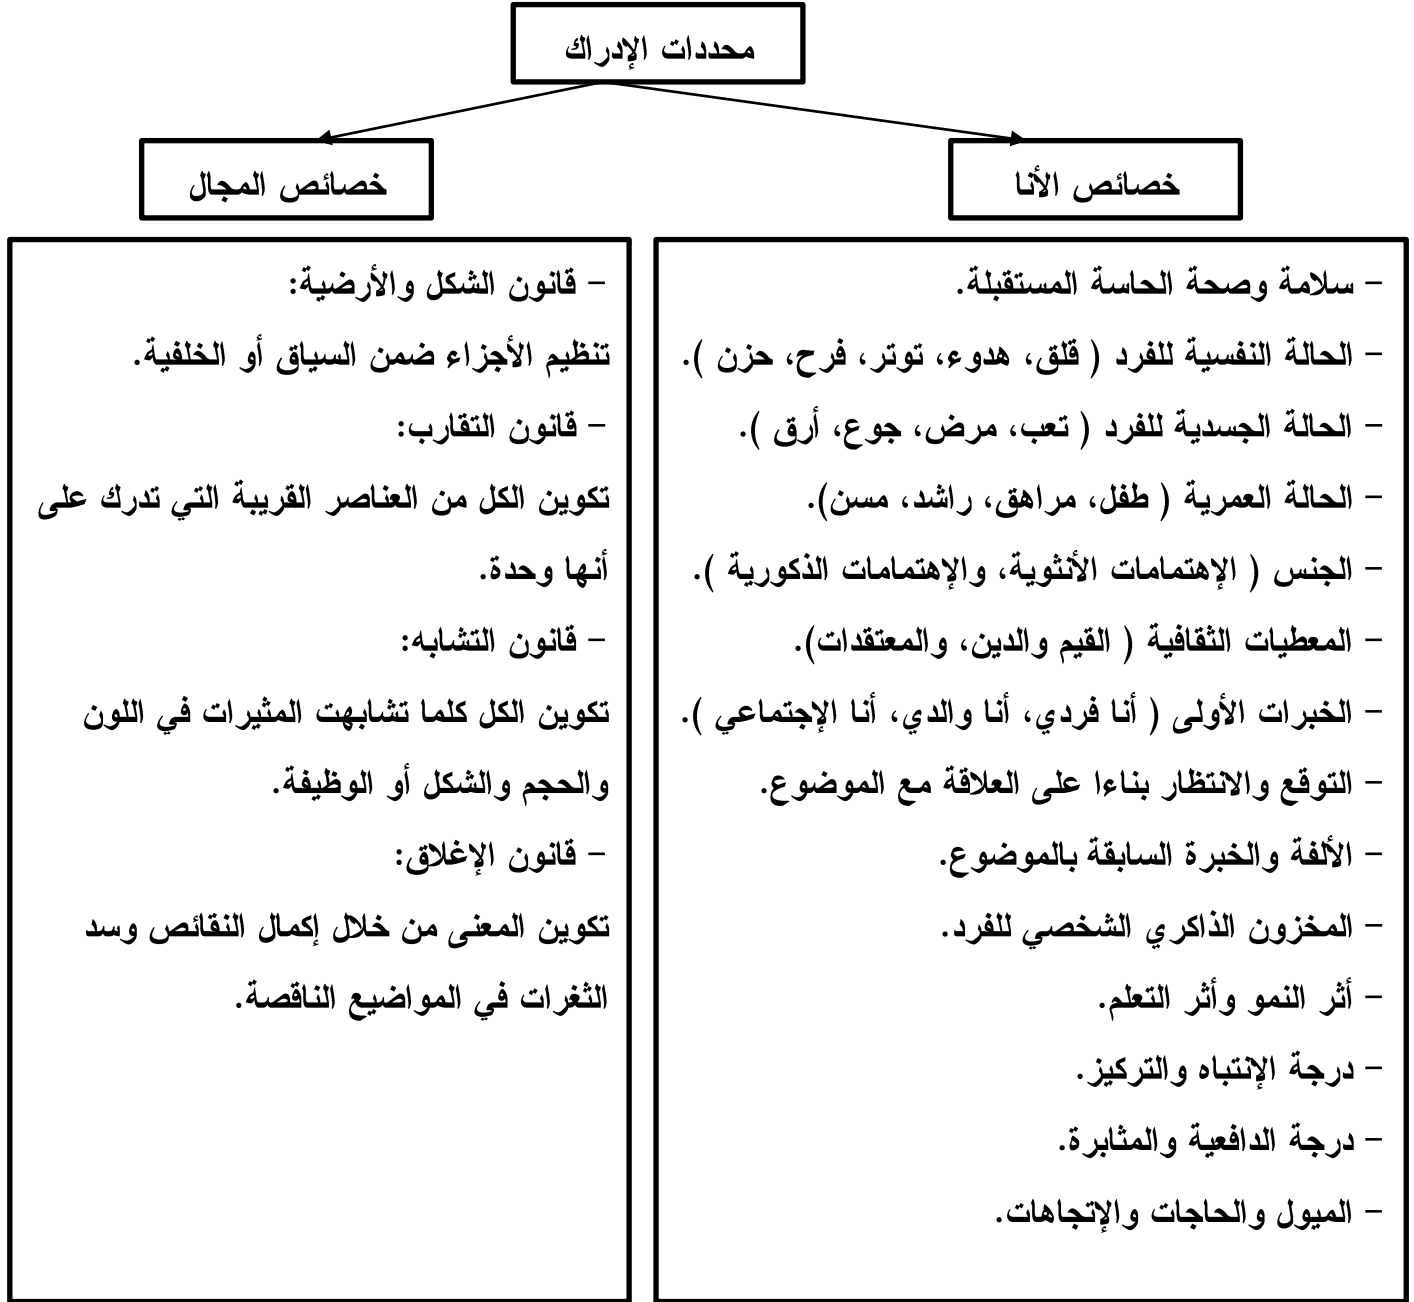 محددات الإدراك
خصائص الأنا
خصائص المجال
- سلامة وصحة الحاسة المستقبلة.
- الحالة النفسية للفرد ( قلق، هدوء، توتر، فرح، حزن ).
- الحالة الجسدية للفرد ( تعب، مرض، جوع، أرق ).
- الحالة العمرية ( طفل، مراهق، راشد، مسن).
- الجنس ( الإهتمامات الأنثوية، والإهتمامات الذكورية ).
- المعطيات الثقافية ( القيم والدين، والمعتقدات).
- الخبرات الأولى ( أنا فردي، أنا والدي، أنا الإجتماعي ).
- التوقع والانتظار بناءا على العلاقة مع الموضوع.
- الألفة والخبرة السابقة بالموضوع.
- المخزون الذاكري الشخصي للفرد.
- أثر النمو وأثر التعلم.
- درجة الإنتباه والتركيز.
- درجة الدافعية والمثابرة.
- الميول والحاجات والإتجاهات.
- قانون الشكل والأرضية:
تنظيم الأجزاء ضمن السياق أو الخلفية.
- قانون التقارب:
تكوين الكل من العناصر القريبة التي تدرك على
أنها وحدة.
- قانون التشابه:
تكوين الكل كلما تشابهت المثيرات في اللون
والحجم والشكل أو الوظيفة.
- قانون الإغلاق:
تكوين المعنى من خلال إكمال النقائص وسد
الثغرات في المواضيع الناقصة.